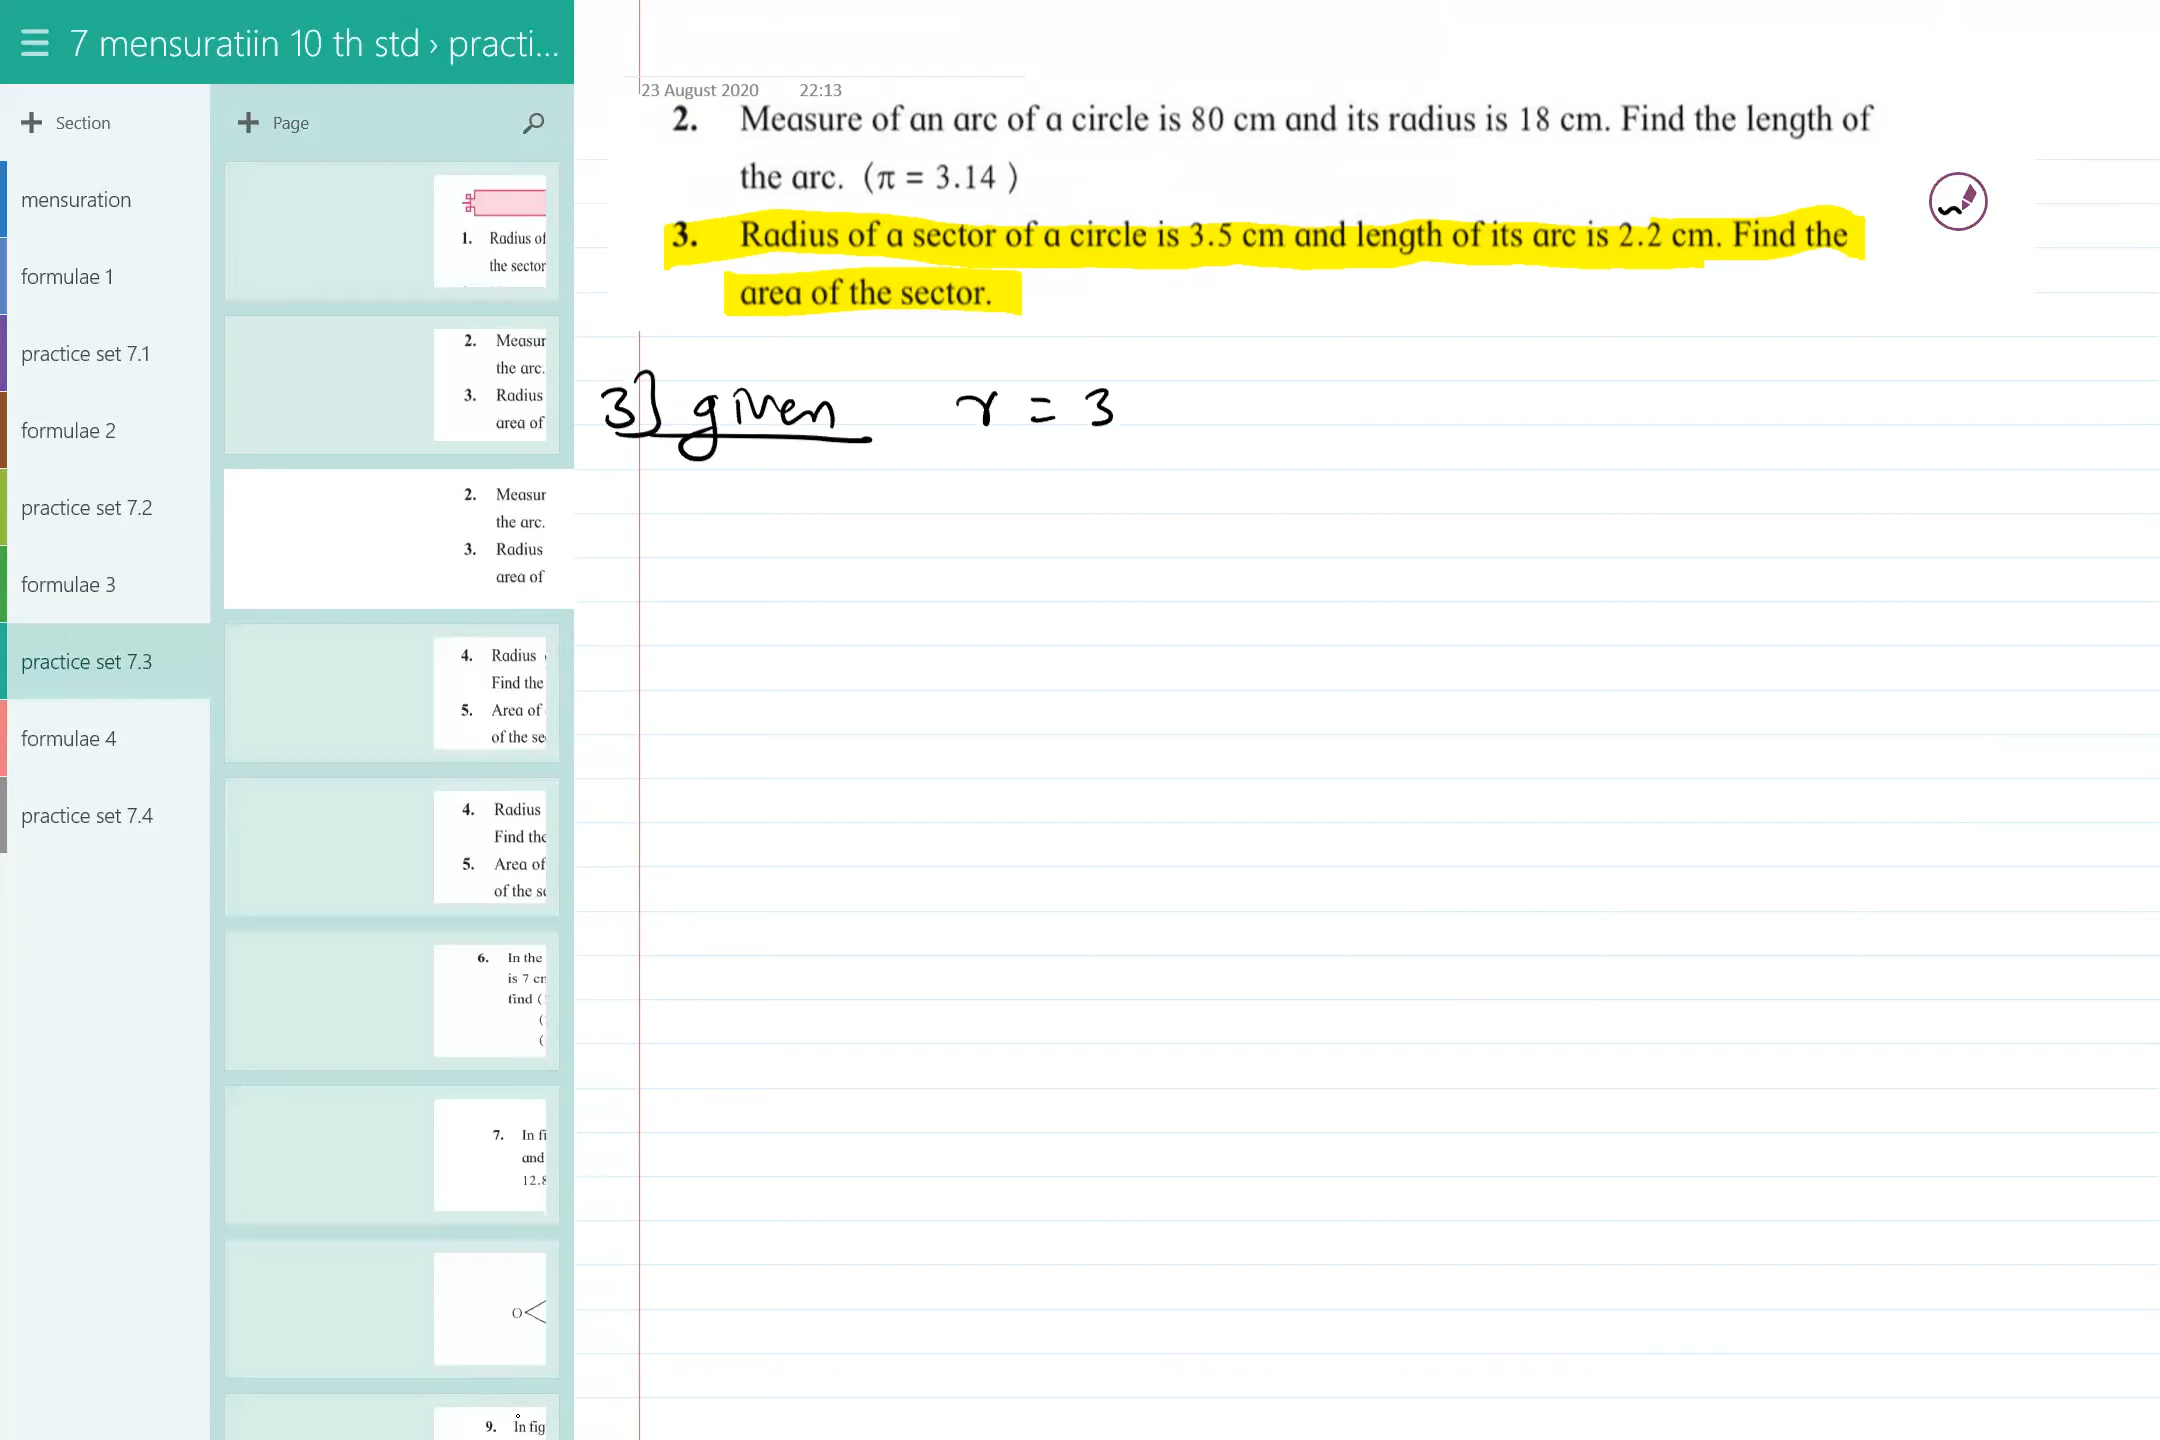 7 mensuratiin 10 th std › practi...
+ Section
mensuration
formulae 1
practice set 7.1
formulae 2
practice set 7.2
formulae 3
practice set 7.3
formulae 4
practice set 7.4
+ Page
1. Radius of
the sector
2. Measur
the arc.
3. Radius
area of
2. Measur
the arc.
3. Radius
area of
4. Radius
Find the
5. Area of
of the se
4. Radius
Find the
5. Area of
of the se
6. In the
is 7 cm
find (
(
(
7. In fi
and
12.8
O
9. In fig
23 August 2020 22:13
2. Measure of an arc of a circle is 80 cm and its radius is 18 cm. Find the length of
the arc. (π = 3.14 )
3. Radius of a sector of a circle is 3.5 cm and length of its arc is 2.2 cm. Find the
area of the sector.
3] given r = 3